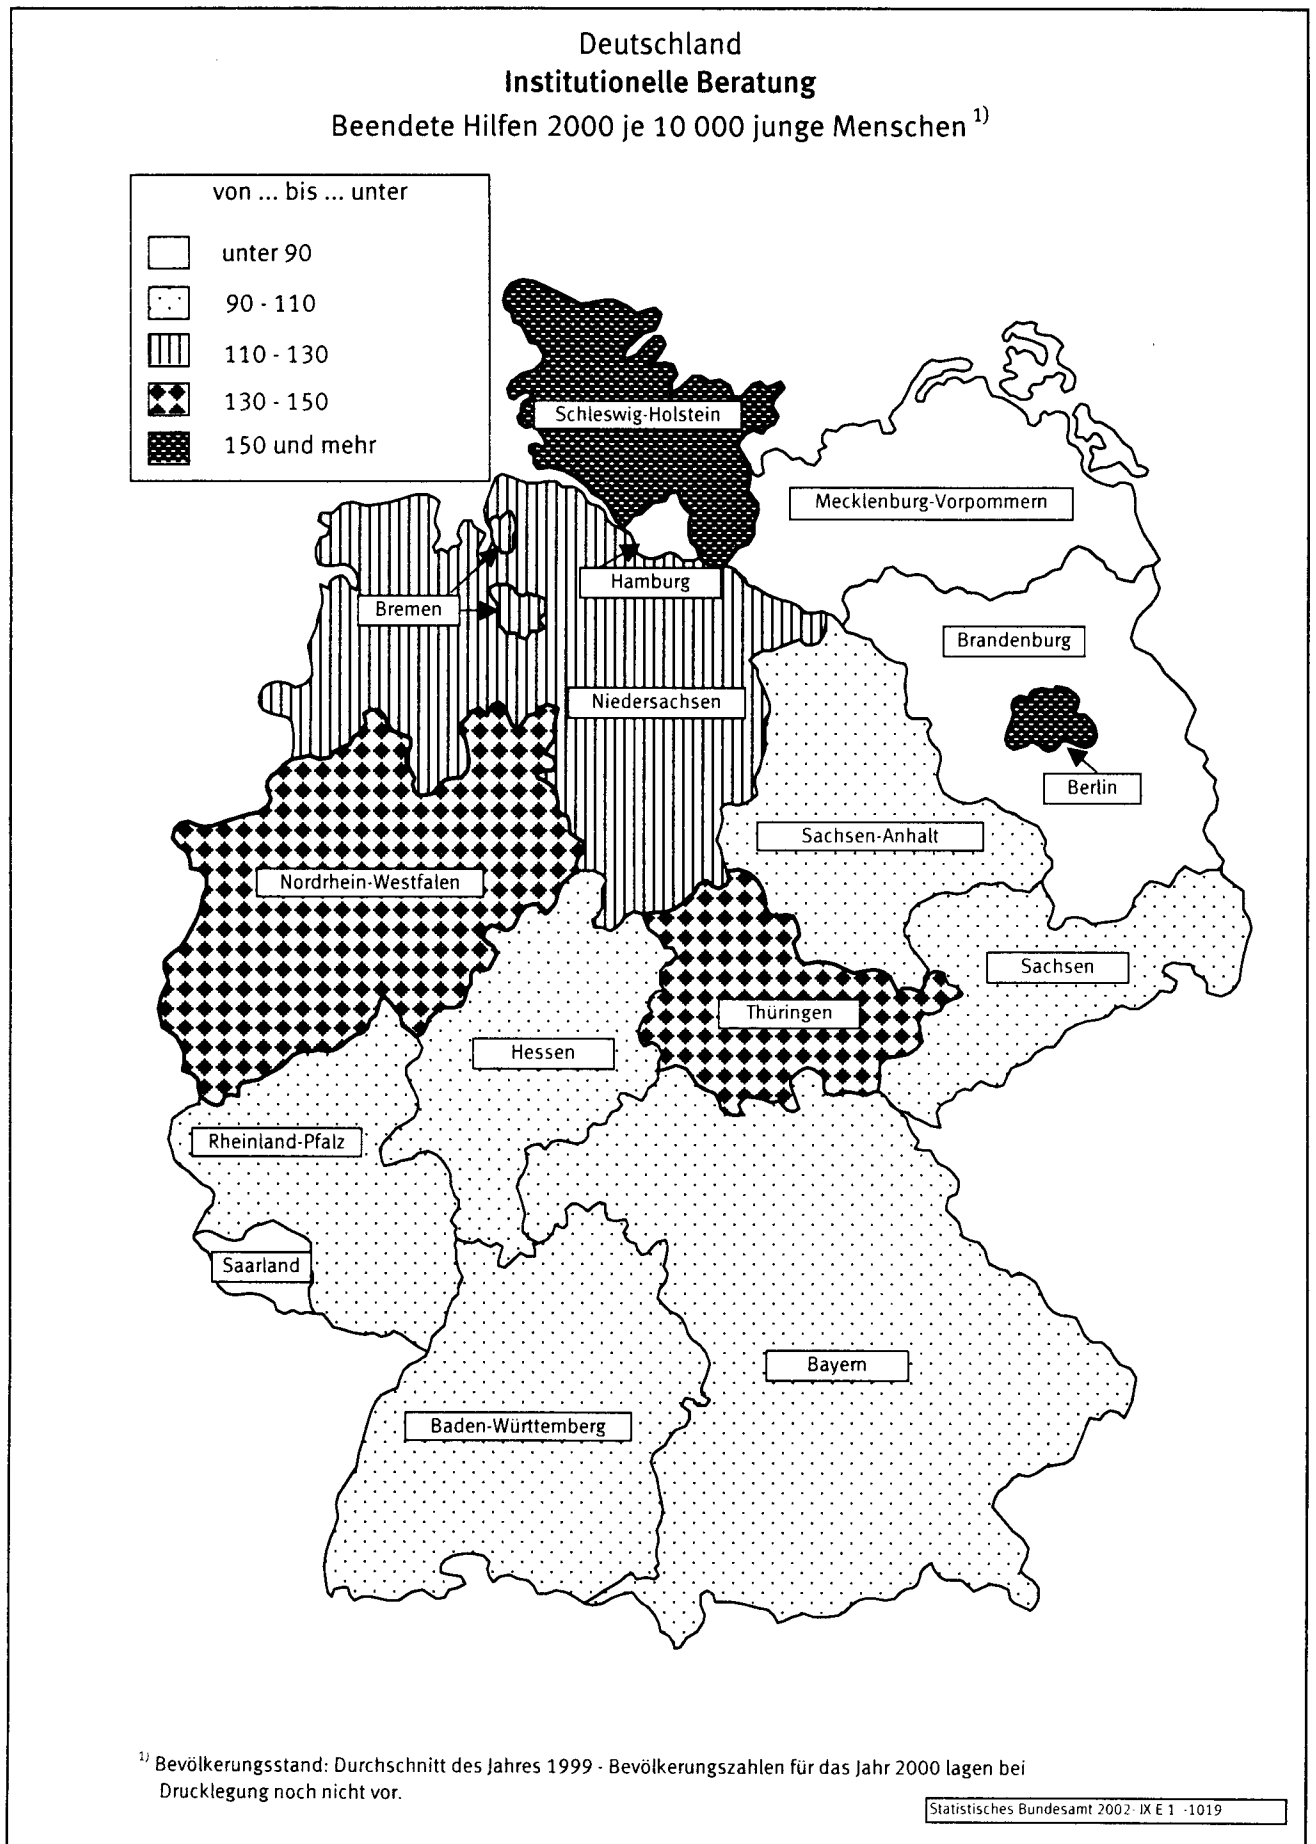 Deutschland
Institutionelle Beratung
Beendete Hilfen 2000 je 10 000 junge Menschen 1)
von ... bis ... unter
unter 90
90 - 110
110 - 130
130 - 150
150 und mehr
Schleswig-Holstein
Mecklenburg-Vorpommern
Hamburg
Bremen
Brandenburg
Niedersachsen
Berlin
Sachsen-Anhalt
Nordrhein-Westfalen
Sachsen
Thüringen
Hessen
Rheinland-Pfalz
Saarland
Bayern
Baden-Württemberg
1) Bevölkerungsstand: Durchschnitt des Jahres 1999 - Bevölkerungszahlen für das Jahr 2000 lagen bei
Drucklegung noch nicht vor.
Statistisches Bundesamt 2002- IX E 1 -1019